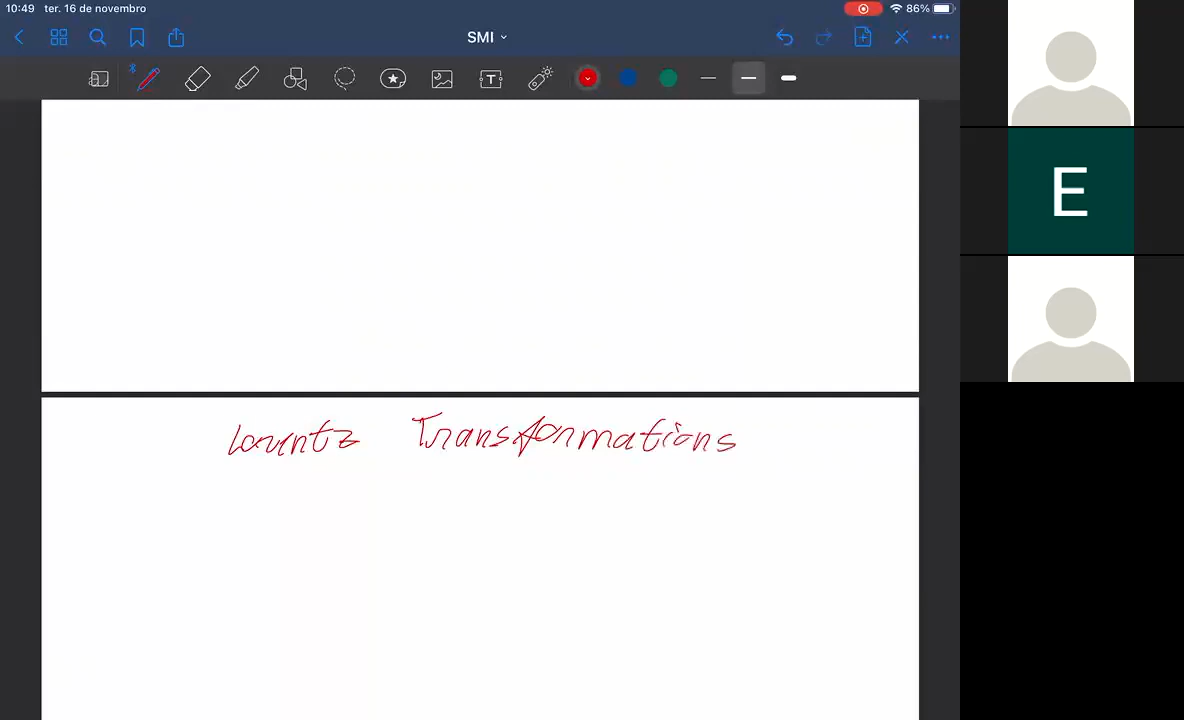 10:49 ter. 16 de novembro
86%
SMI
T
E
Lorentz Transformations